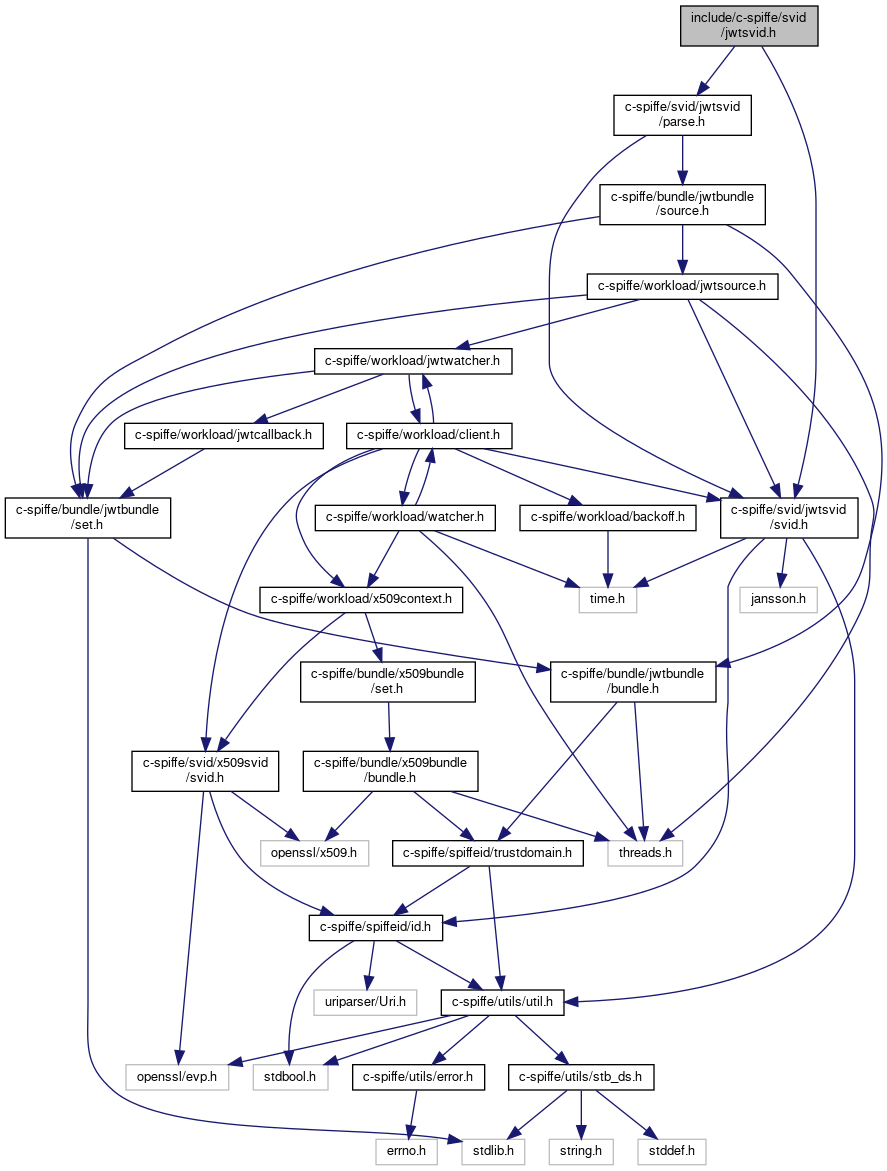 include/c-spiffe/svid
/jwtsvid.h
c-spiffe/svid/jwtsvid
/parse.h
c-spiffe/bundle/jwtbundle
/source.h
c-spiffe/workload/jwtsource.h
c-spiffe/workload/jwtwatcher.h
c-spiffe/workload/jwtcallback.h
c-spiffe/workload/client.h
c-spiffe/bundle/jwtbundle
/set.h
c-spiffe/workload/watcher.h
c-spiffe/workload/backoff.h
c-spiffe/svid/jwtsvid
/svid.h
c-spiffe/workload/x509context.h
time.h
jansson.h
c-spiffe/bundle/x509bundle
/set.h
c-spiffe/bundle/jwtbundle
/bundle.h
c-spiffe/svid/x509svid
/svid.h
c-spiffe/bundle/x509bundle
/bundle.h
openssl/x509.h
c-spiffe/spiffeid/trustdomain.h
threads.h
c-spiffe/spiffeid/id.h
uriparser/Uri.h
c-spiffe/utils/util.h
openssl/evp.h
stdbool.h
c-spiffe/utils/error.h
c-spiffe/utils/stb_ds.h
errno.h
stdlib.h
string.h
stddef.h